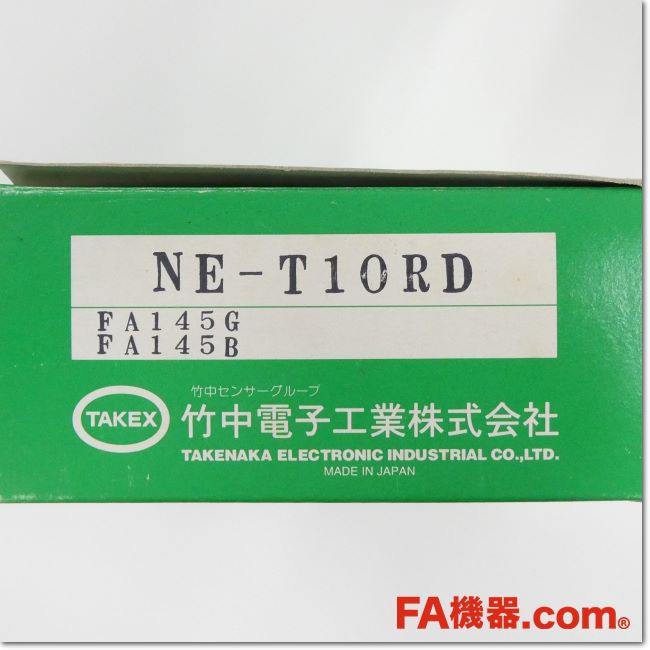 NE-T10RD
FA145G
FA145B
竹中センサーグループ
TAKEX
竹中電子工業株式会社
TAKENAKA ELECTRONIC INDUSTRIAL CO.,LTD.
MADE IN JAPAN
FA機器.com®